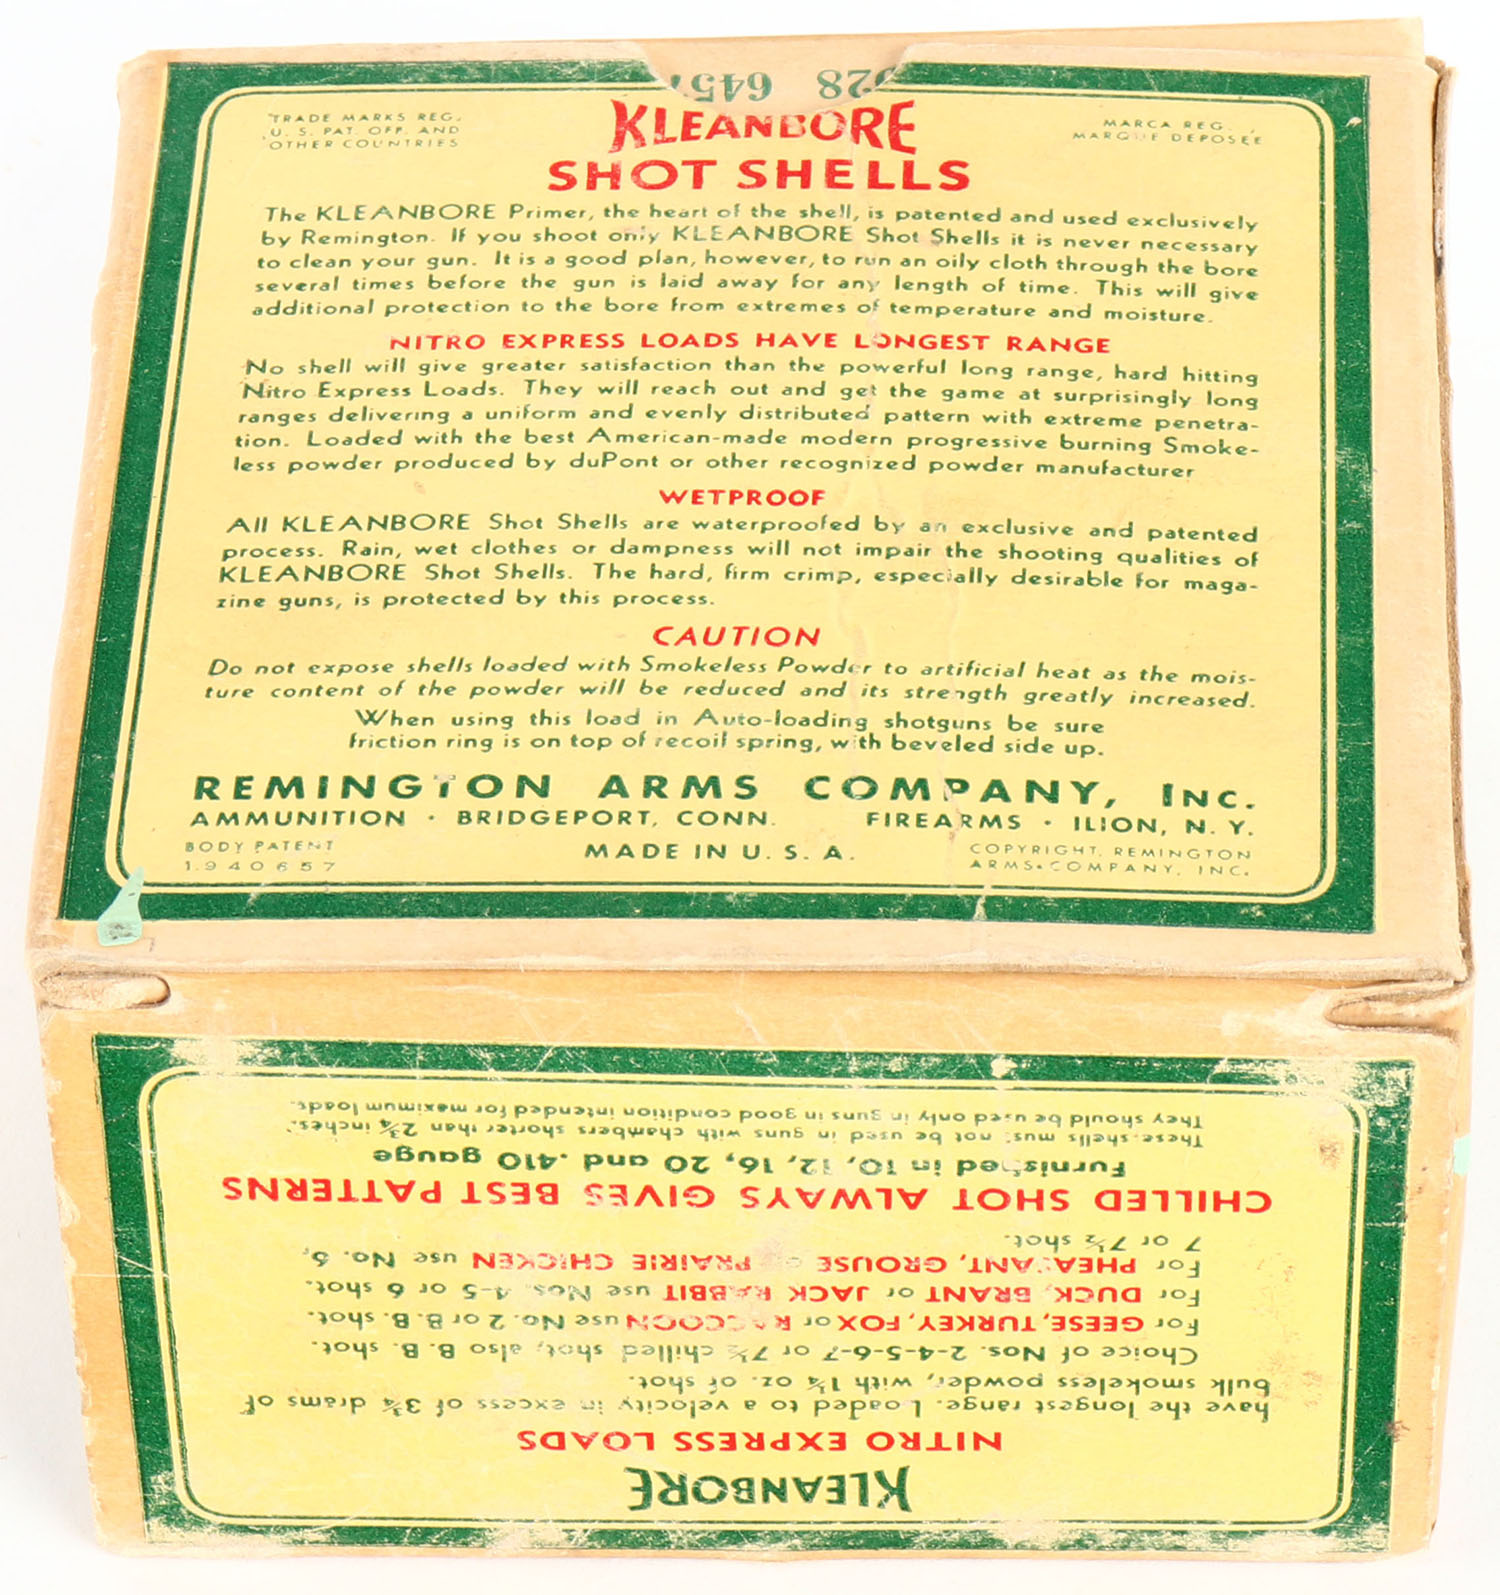 28 645
TRADE MARKS REG.
U. S. PAT. OFF. AND
OTHER COUNTRIES
MARCA REG.
MARQUE DEPOSÉE
KLEANBORE
SHOT SHELLS
The KLEANBORE Primer, the heart of the shell, is patented and used exclusively
by Remington. If you shoot only KLEANBORE Shot Shells it is never necessary
to clean your gun. It is a good plan, however, to run an oily cloth through the bore
several times before the gun is laid away for any length of time. This will give
additional protection to the bore from extremes of temperature and moisture.
NITRO EXPRESS LOADS HAVE LONGEST RANGE
No shell will give greater satisfaction than the powerful long range, hard hitting
Nitro Express Loads. They will reach out and get the game at surprisingly long
ranges delivering a uniform and evenly distributed pattern with extreme penetra-
tion. Loaded with the best American-made modern progressive burning Smoke-
less powder produced by duPont or other recognized powder manufacturer
WETPROOF
All KLEANBORE Shot Shells are waterproofed by an exclusive and patented
process. Rain, wet clothes or dampness will not impair the shooting qualities of
KLEANBORE Shot Shells. The hard, firm crimp, especially desirable for maga-
zine guns, is protected by this process.
CAUTION
Do not expose shells loaded with Smokeless Powder to artificial heat as the mois-
ture content of the powder will be reduced and its strength greatly increased.
When using this load in Auto-loading shotguns be sure
friction ring is on top of recoil spring, with beveled side up.
REMINGTON ARMS COMPANY, INC.
AMMUNITION · BRIDGEPORT, CONN. FIREARMS · ILION, N. Y.
BODY PATENT
1,940,657
MADE IN U. S. A.
COPYRIGHT, REMINGTON
ARMS COMPANY, INC.
KLEANBORE
NITRO EXPRESS LOADS
have the longest range. Loaded to a velocity in excess of 3¾ drams of
bulk smokeless powder, with 1¼ oz. of shot.
Choice of Nos. 2-4-5-6-7 or 7½ chilled shot; also B. B. shot.
For GEESE, TURKEY, FOX or RACCOON use No. 2 or B. B. shot.
For DUCK, BRANT or JACK RABBIT use Nos. 4-5 or 6 shot.
For PHEASANT, GROUSE or PRAIRIE CHICKEN use No. 6,
7 or 7½ shot.
CHILLED SHOT ALWAYS GIVES BEST PATTERNS
Furnished in 10, 12, 16, 20 and .410 gauge
These shells must not be used in guns with chambers shorter than 2¾ inches.
They should be used only in guns in good condition intended for maximum loads.